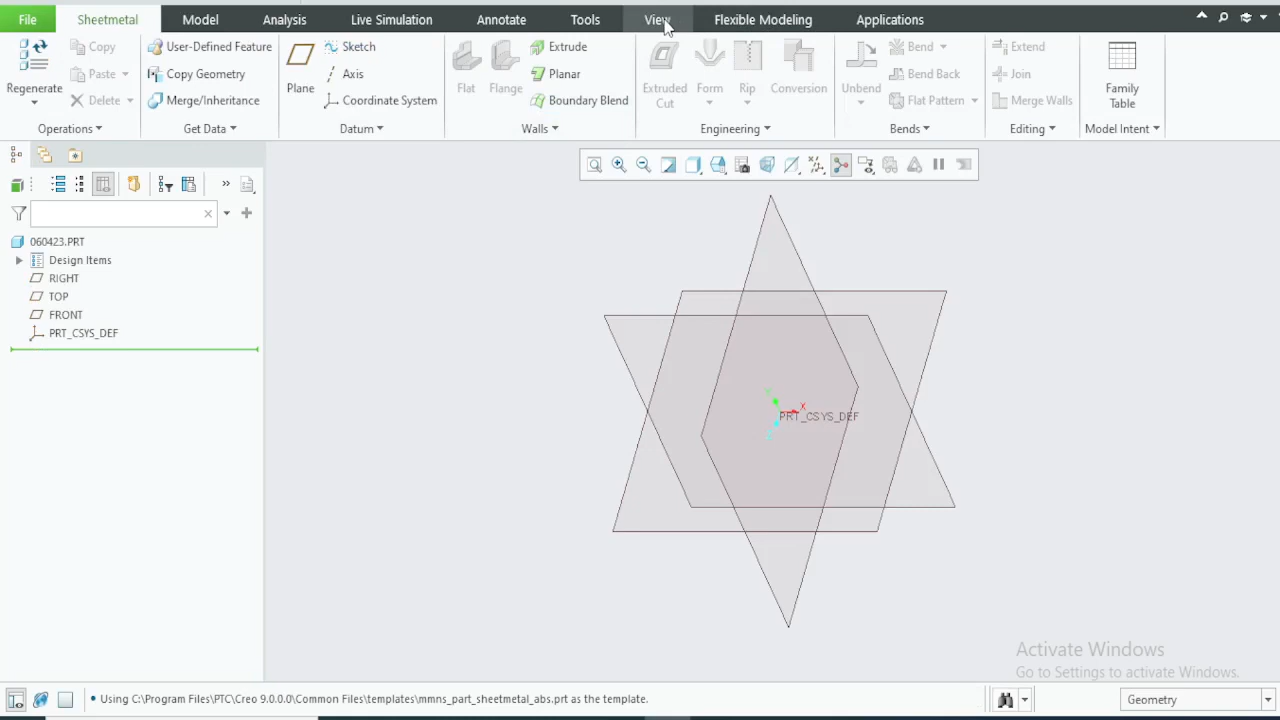 File Sheetmetal Model Analysis Live Simulation Annotate Tools View Flexible Modeling Applications
Regenerate
Copy
Paste
Delete
Operations
User-Defined Feature
Copy Geometry
Merge/Inheritance
Get Data
Plane
Sketch
Axis
Coordinate System
Datum
Flat
Flange
Extrude
Planar
Boundary Blend
Walls
Extruded
Cut
Form
Rip
Conversion
Engineering
Unbend
Bend
Bend Back
Flat Pattern
Bends
Extend
Join
Merge Walls
Editing
Family
Table
Model Intent
060423.PRT
Design Items
RIGHT
TOP
FRONT
PRT_CSYS_DEF
X
PRT_CSYS_DEF
Activate Windows
Go to Settings to activate Windows.
• Using C:\Program Files\PTC\Creo 9.0.0.0\Common Files\templates\mmns_part_sheetmetal_abs.prt as the template.
Geometry